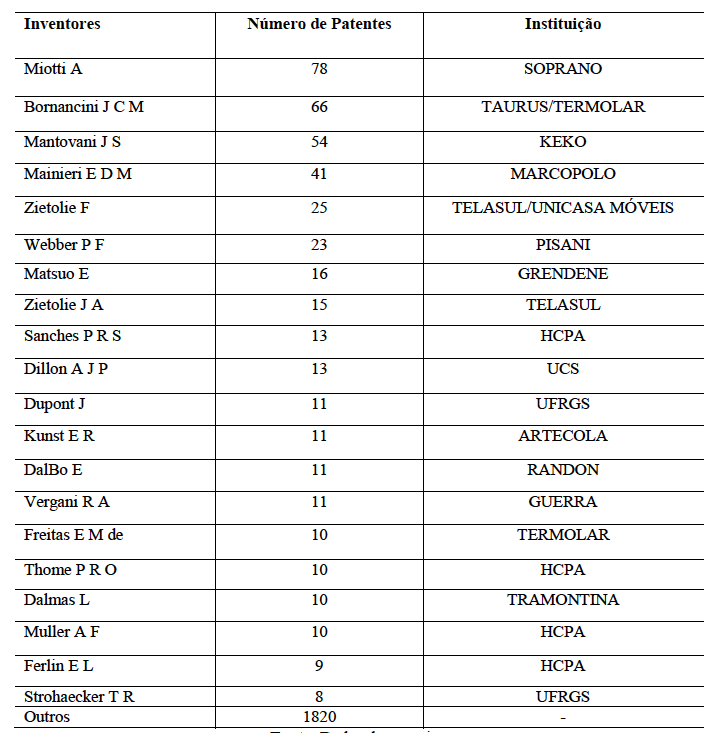 Inventores Número de Patentes Instituição
Miotti A 78 SOPRANO
Bornancini J C M 66 TAURUS/TERMOLAR
Mantovani J S 54 KEKO
Mainieri E D M 41 MARCOPOLO
Zietolie F 25 TELASUL/UNICASA MÓVEIS
Webber P F 23 PISANI
Matsuo E 16 GRENDENE
Zietolie J A 15 TELASUL
Sanches P R S 13 HCPA
Dillon A J P 13 UCS
Dupont J 11 UFRGS
Kunst E R 11 ARTECOLA
DalBo E 11 RANDON
Vergani R A 11 GUERRA
Freitas E M de 10 TERMOLAR
Thome P R O 10 HCPA
Dalmas L 10 TRAMONTINA
Muller A F 10 HCPA
Ferlin E L 9 HCPA
Strohaecker T R 8 UFRGS
Outros 1820 -